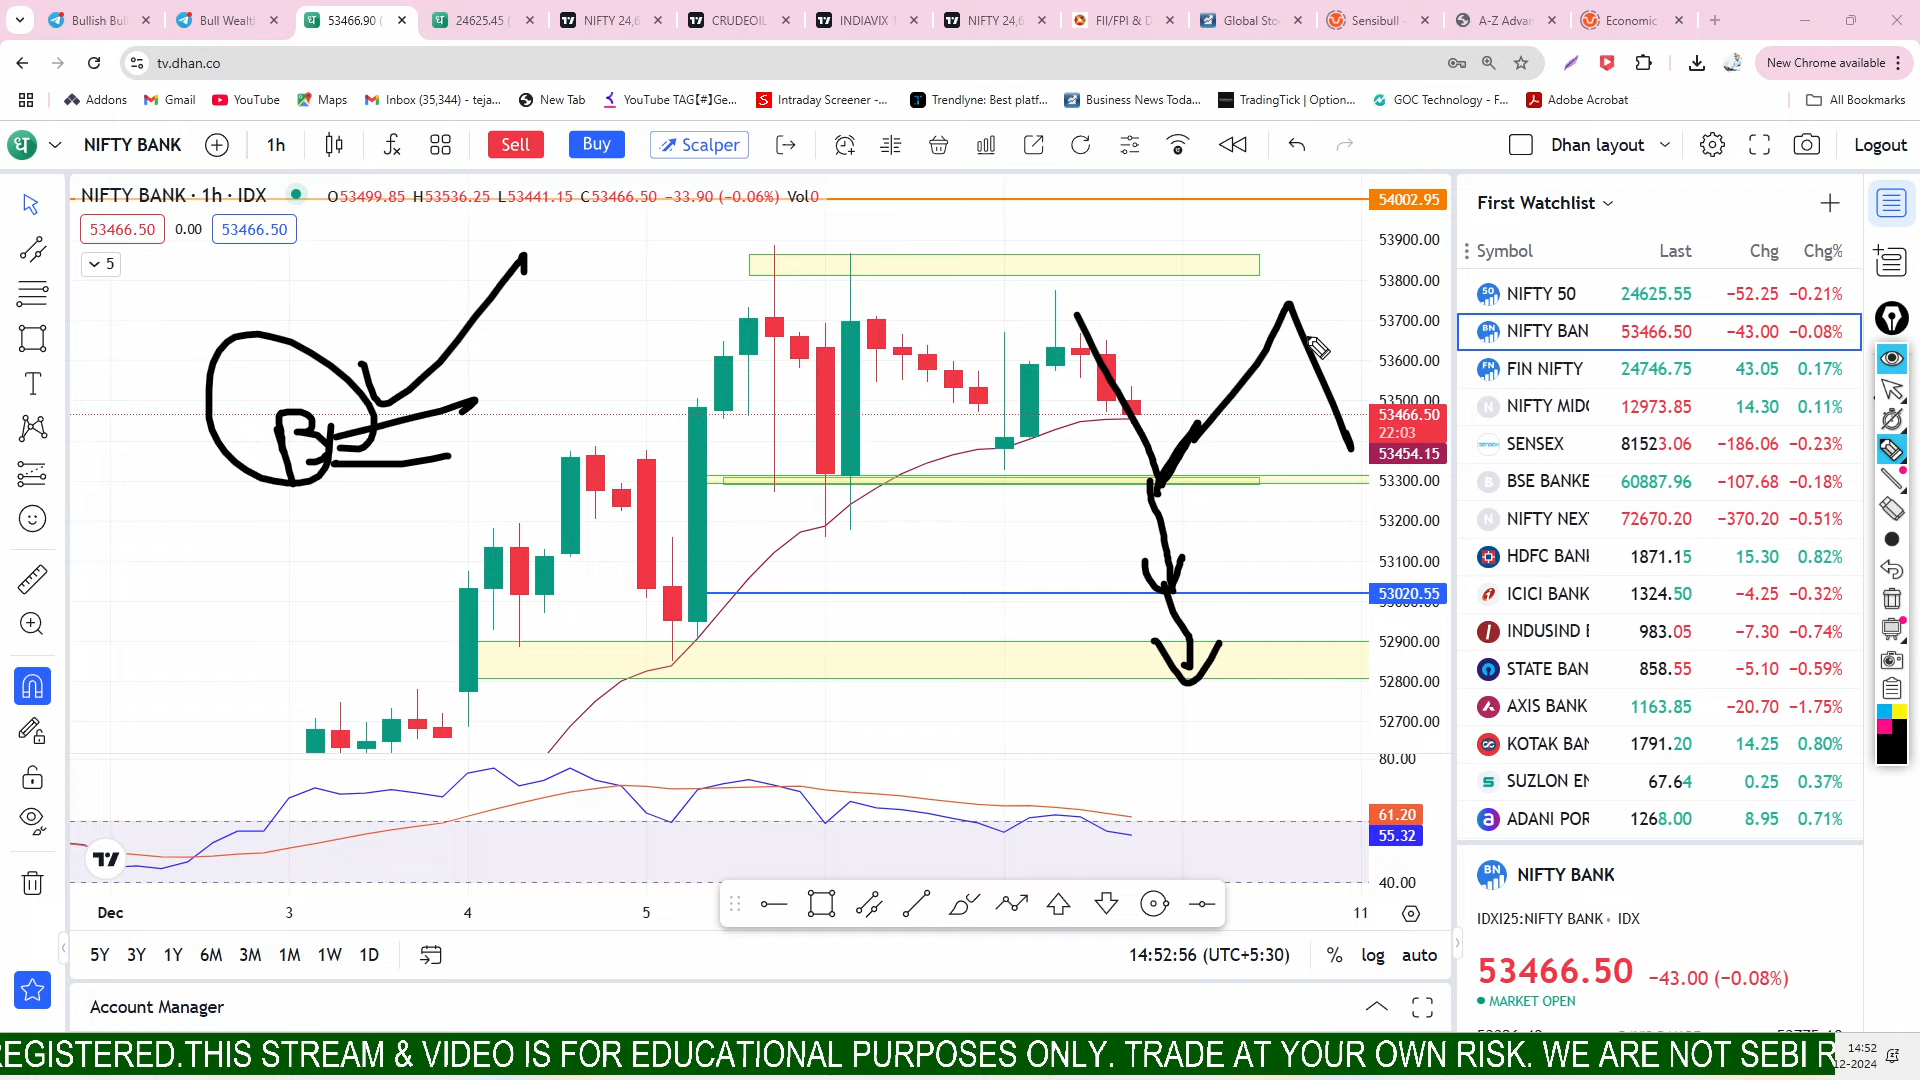 Bullish Bull
Bull Wealt
53466.90 (
24625.45 (
NIFTY 24,6
CRUDEOIL
INDIAVIX 1
NIFTY 24,6
FII/FPI & D
Global Sto
Sensibull -
A-Z Advan
Economic
tv.dhan.co
New Chrome available
Addons
Gmail
YouTube
Maps
Inbox (35,344) - teja...
New Tab
YouTube TAG【#】Ge...
Intraday Screener -...
Trendlyne: Best platf...
Business News Toda...
TradingTick | Option...
GOC Technology - F...
Adobe Acrobat
All Bookmarks
ध
NIFTY BANK
1h
Sell
Buy
Scalper
Dhan layout
Logout
NIFTY BANK · 1h · IDX
O53499.85 H53536.25 L53441.15 C53466.50 −33.90 (−0.06%) Vol0
53466.50
0.00
53466.50
5
B
54002.95
53900.00
53800.00
53700.00
53600.00
53500.00
53466.50
22:03
53454.15
53300.00
53200.00
53100.00
53020.55
52900.00
52800.00
52700.00
80.00
61.20
55.32
40.00
Dec
3
4
5
11
5Y
3Y
1Y
6M
3M
1M
1W
1D
14:52:56 (UTC+5:30)
%
log
auto
Account Manager
First Watchlist
Symbol Last Chg Chg%
NIFTY 50 24625.55 −52.25 −0.21%
NIFTY BAN 53466.50 −43.00 −0.08%
FIN NIFTY 24746.75 43.05 0.17%
NIFTY MIDC 12973.85 14.30 0.11%
SENSEX 81523.06 −186.06 −0.23%
BSE BANKE 60887.96 −107.68 −0.18%
NIFTY NEXT 72670.20 −370.20 −0.51%
HDFC BANK 1871.15 15.30 0.82%
ICICI BANK 1324.50 −4.25 −0.32%
INDUSIND B 983.05 −7.30 −0.74%
STATE BAN 858.55 −5.10 −0.59%
AXIS BANK 1163.85 −20.70 −1.75%
KOTAK BAN 1791.20 14.25 0.80%
SUZLON EN 67.64 0.25 0.37%
ADANI POR 1268.00 8.95 0.71%
NIFTY BANK
IDXI25:NIFTY BANK · IDX
53466.50 −43.00 (−0.08%)
MARKET OPEN
REGISTERED.THIS STREAM & VIDEO IS FOR EDUCATIONAL PURPOSES ONLY. TRADE AT YOUR OWN RISK. WE ARE NOT SEBI R
14:52
12-2024